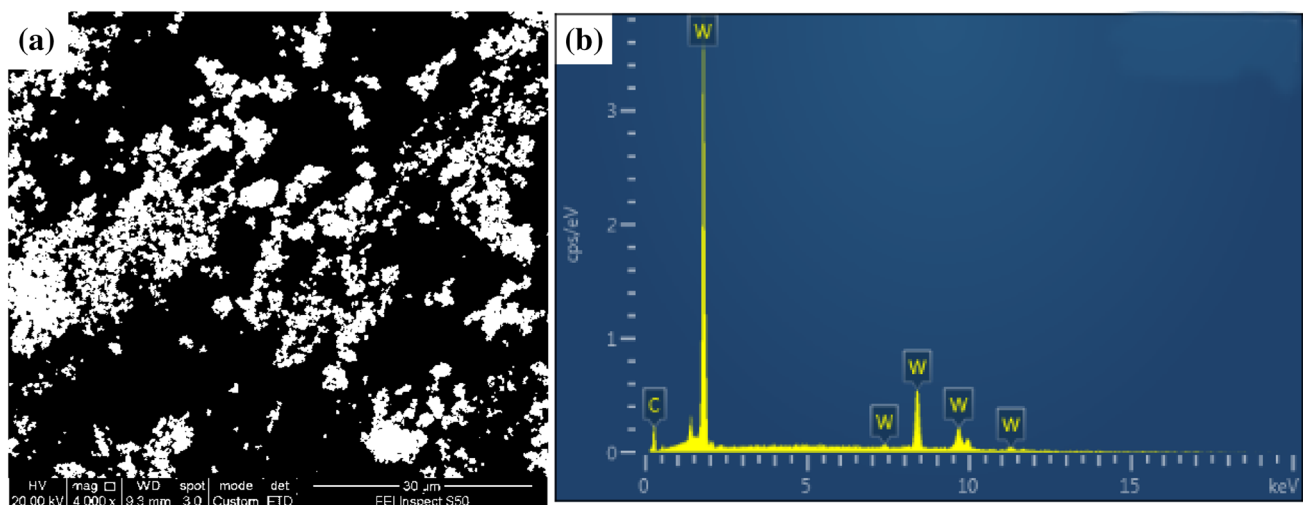 (a)
HV mag □ WD spot mode det 30 μm
20.00 kV 4 000 x 9.3 mm 3.0 Custom ETD FEI Inspect S50
(b)
W
3
cps/eV
2
1
W
C
W
W
W
0
0 5 10 15 keV